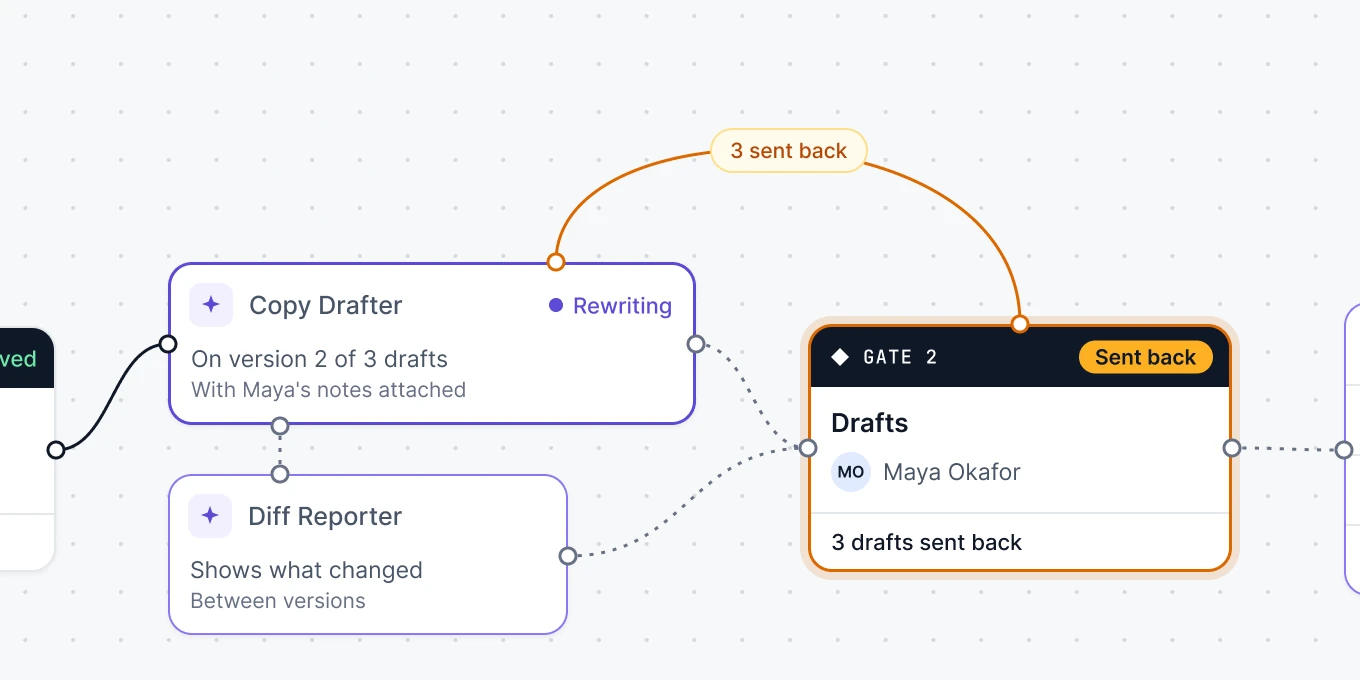 3 sent back
Copy Drafter
Rewriting
On version 2 of 3 drafts
With Maya's notes attached
Diff Reporter
Shows what changed
Between versions
GATE 2
Sent back
Drafts
MO
Maya Okafor
3 drafts sent back